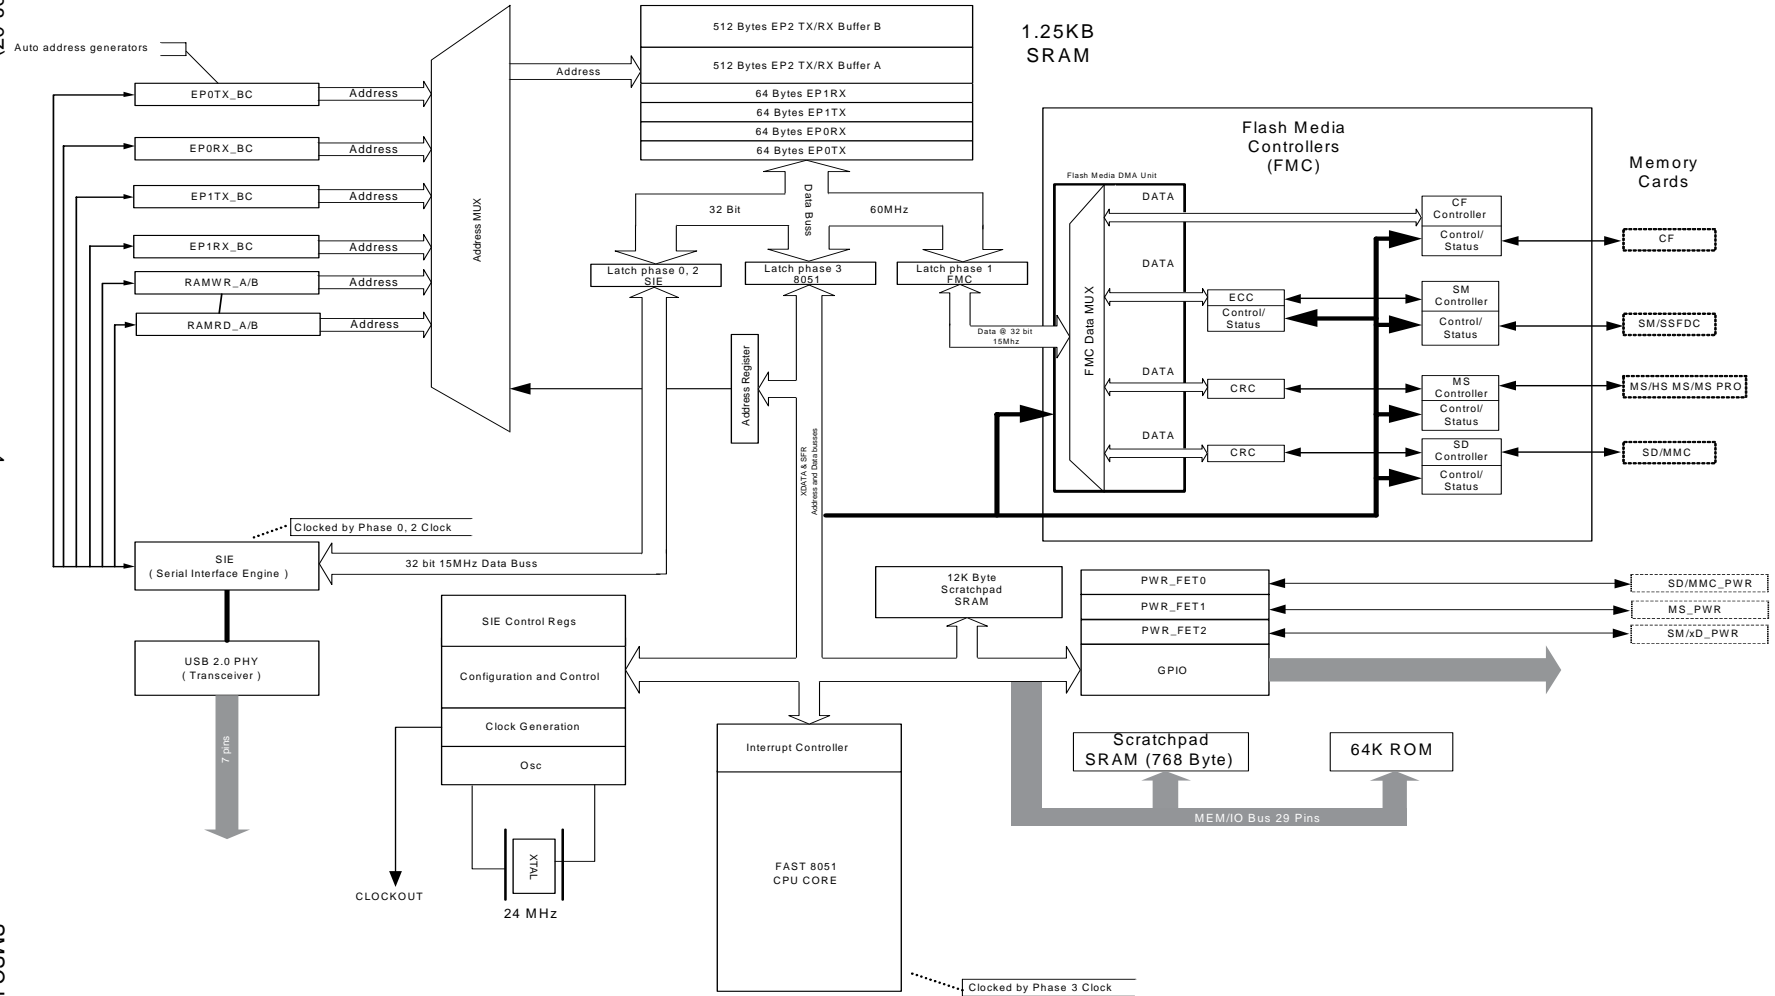 Auto address generators
EP0TX_BC
EP0RX_BC
EP1TX_BC
EP1RX_BC
RAMWR_A/B
RAMRD_A/B
Address
Address
Address
Address
Address
Address
Address MUX
Address
512 Bytes EP2 TX/RX Buffer B
512 Bytes EP2 TX/RX Buffer A
64 Bytes EP1RX
64 Bytes EP1TX
64 Bytes EP0RX
64 Bytes EP0TX
1.25KB
SRAM
32 Bit
Data Buss
60MHz
Latch phase 0, 2
SIE
Latch phase 3
8051
Latch phase 1
FMC
Data @ 32 bit
15Mhz
Address Register
XDATA & SFR
Address and Data busses
Flash Media
Controllers
(FMC)
Flash Media DMA Unit
FMC Data MUX
DATA
DATA
DATA
DATA
ECC
Control/
Status
CRC
CRC
CF
Controller
Control/
Status
SM
Controller
Control/
Status
MS
Controller
Control/
Status
SD
Controller
Control/
Status
Memory
Cards
CF
SM/SSFDC
MS/HS MS/MS PRO
SD/MMC
Clocked by Phase 0, 2 Clock
SIE
( Serial Interface Engine )
32 bit 15MHz Data Buss
USB 2.0 PHY
( Transceiver )
7 pins
SIE Control Regs
Configuration and Control
Clock Generation
Osc
XTAL
24 MHz
CLOCKOUT
12K Byte
Scratchpad
SRAM
PWR_FET0
PWR_FET1
PWR_FET2
GPIO
SD/MMC_PWR
MS_PWR
SM/xD_PWR
Interrupt Controller
FAST 8051
CPU CORE
Scratchpad
SRAM (768 Byte)
64K ROM
MEM/IO Bus 29 Pins
Clocked by Phase 3 Clock